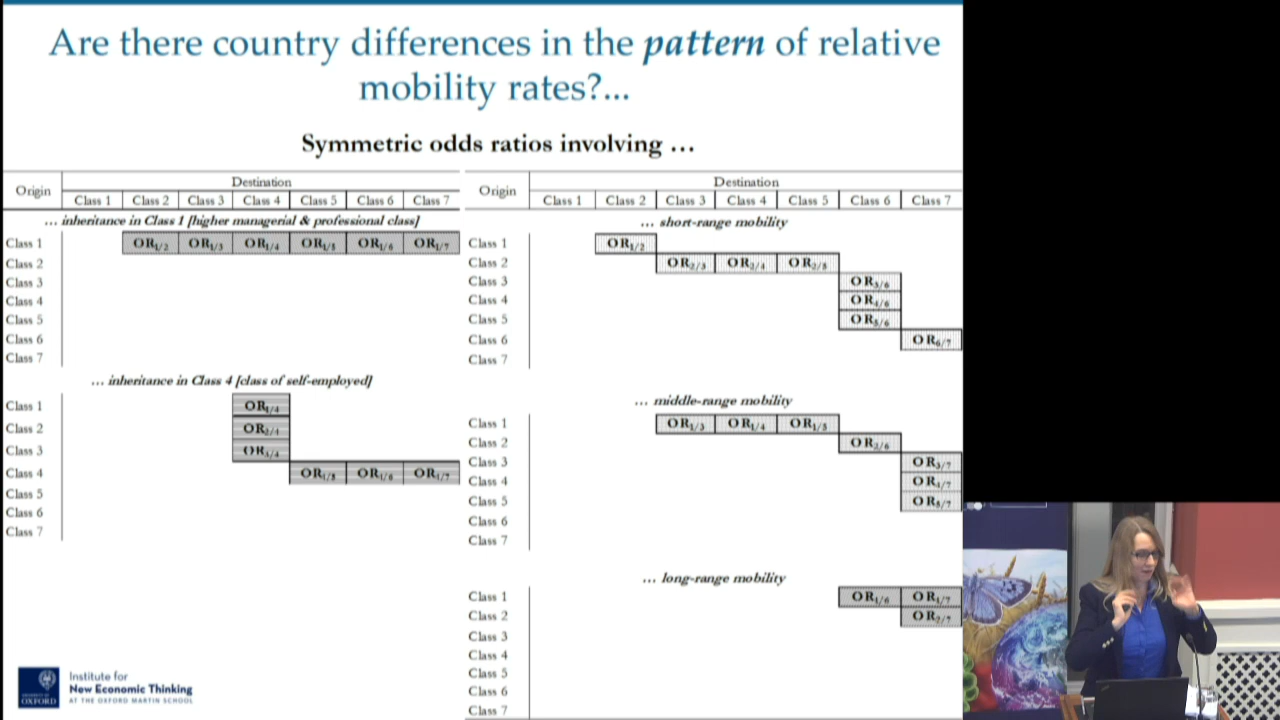 Are there country differences in the pattern of relative
mobility rates?...
Symmetric odds ratios involving …
Origin
Destination
Class 1 Class 2 Class 3 Class 4 Class 5 Class 6 Class 7
… inheritance in Class 1 [higher managerial & professional class]
Class 1 OR1/2 OR1/3 OR1/4 OR1/5 OR1/6 OR1/7
Class 2
Class 3
Class 4
Class 5
Class 6
Class 7
… inheritance in Class 4 [class of self-employed]
Class 1 OR1/4
Class 2 OR2/4
Class 3 OR3/4
Class 4 OR4/5 OR4/6 OR4/7
Class 5
Class 6
Class 7
Origin
Destination
Class 1 Class 2 Class 3 Class 4 Class 5 Class 6 Class 7
… short-range mobility
Class 1 OR1/2
Class 2 OR2/3 OR2/4 OR2/5
Class 3 OR3/6
Class 4 OR4/6
Class 5 OR5/6
Class 6 OR6/7
Class 7
… middle-range mobility
Class 1 OR1/3 OR1/4 OR1/5
Class 2 OR2/6
Class 3 OR3/7
Class 4 OR4/7
Class 5 OR5/7
Class 6
Class 7
… long-range mobility
Class 1 OR1/6 OR1/7
Class 2 OR2/7
Class 3
Class 4
Class 5
Class 6
Class 7
UNIVERSITY OF
OXFORD
Institute for
New Economic Thinking
AT THE OXFORD MARTIN SCHOOL